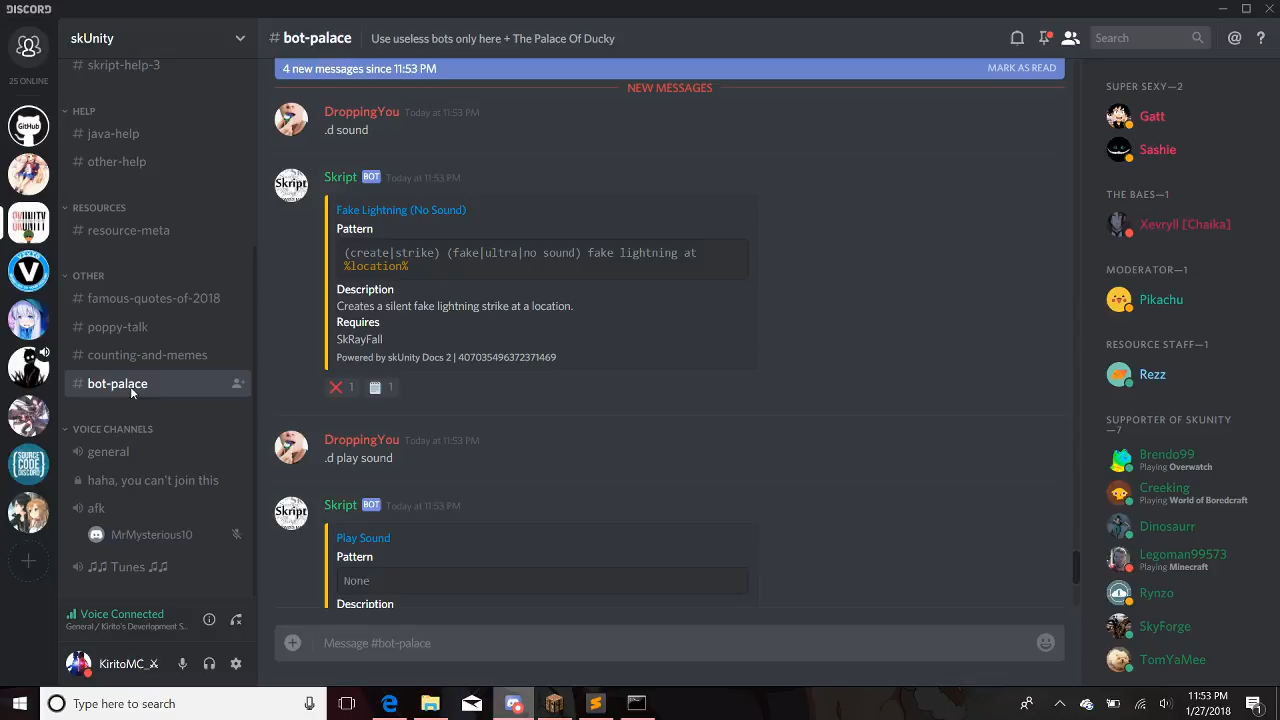 DISCORD
25 ONLINE
GitHub
SKUNITY
V
SOURCE CODE DISCORD
skUnity
# skript-help-3
HELP
# java-help
# other-help
RESOURCES
# resource-meta
OTHER
# famous-quotes-of-2018
# poppy-talk
# counting-and-memes
# bot-palace
VOICE CHANNELS
general
haha, you can't join this
afk
MrMysterious10
♫♫ Tunes ♫♫
Voice Connected
General / Kirito's Development S...
KiritoMC_X
# bot-palace
Use useless bots only here + The Palace Of Ducky
Search
4 new messages since 11:53 PM
MARK AS READ
NEW MESSAGES
DroppingYou Today at 11:53 PM
.d sound
Skript
Skript BOT Today at 11:53 PM
Fake Lightning (No Sound)
Pattern
(create|strike) (fake|ultra|no sound) fake lightning at
%location%
Description
Creates a silent fake lightning strike at a location.
Requires
SkRayFall
Powered by skUnity Docs 2 | 407035496372371469
1 1
DroppingYou Today at 11:53 PM
.d play sound
Skript
Skript BOT Today at 11:53 PM
Play Sound
Pattern
None
Description
Message #bot-palace
SUPER SEXY—2
Gatt
Sashie
THE BAES—1
Xevryll [Chaika]
MODERATOR—1
Pikachu
RESOURCE STAFF—1
Rezz
SUPPORTER OF SKUNITY
—7
Brendo99
Playing Overwatch
Creeking
Playing World of Boredcraft
Dinosaurr
Legoman99573
Playing Minecraft
Rynzo
SkyForge
TomYaMee
Type here to search
11:53 PM
1/27/2018